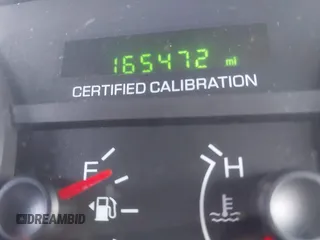 165472 mi
CERTIFIED CALIBRATION
F H
DREAMBID